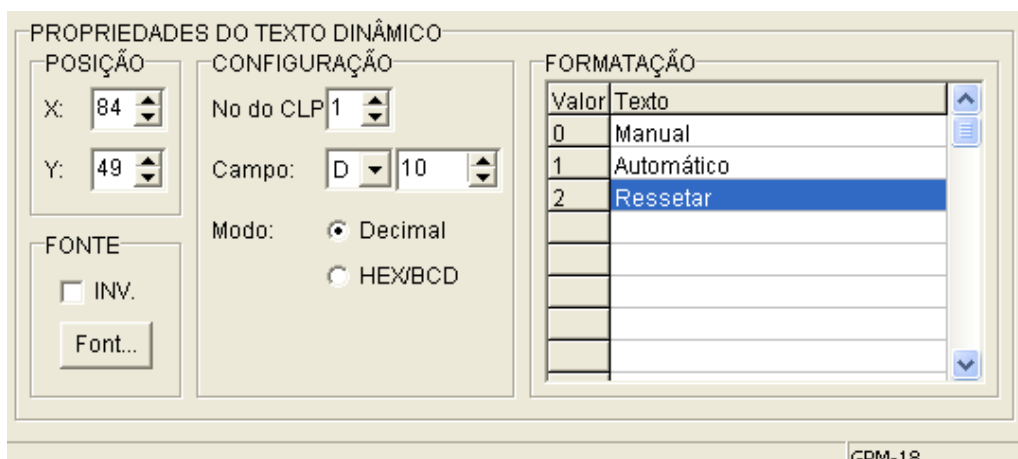 PROPRIEDADES DO TEXTO DINÂMICO
POSIÇÃO
X: 84
Y: 49
FONTE
INV.
Font...
CONFIGURAÇÃO
No do CLP 1
Campo: D 10
Modo: Decimal
HEX/BCD
FORMATAÇÃO
Valor Texto
0 Manual
1 Automático
2 Ressetar